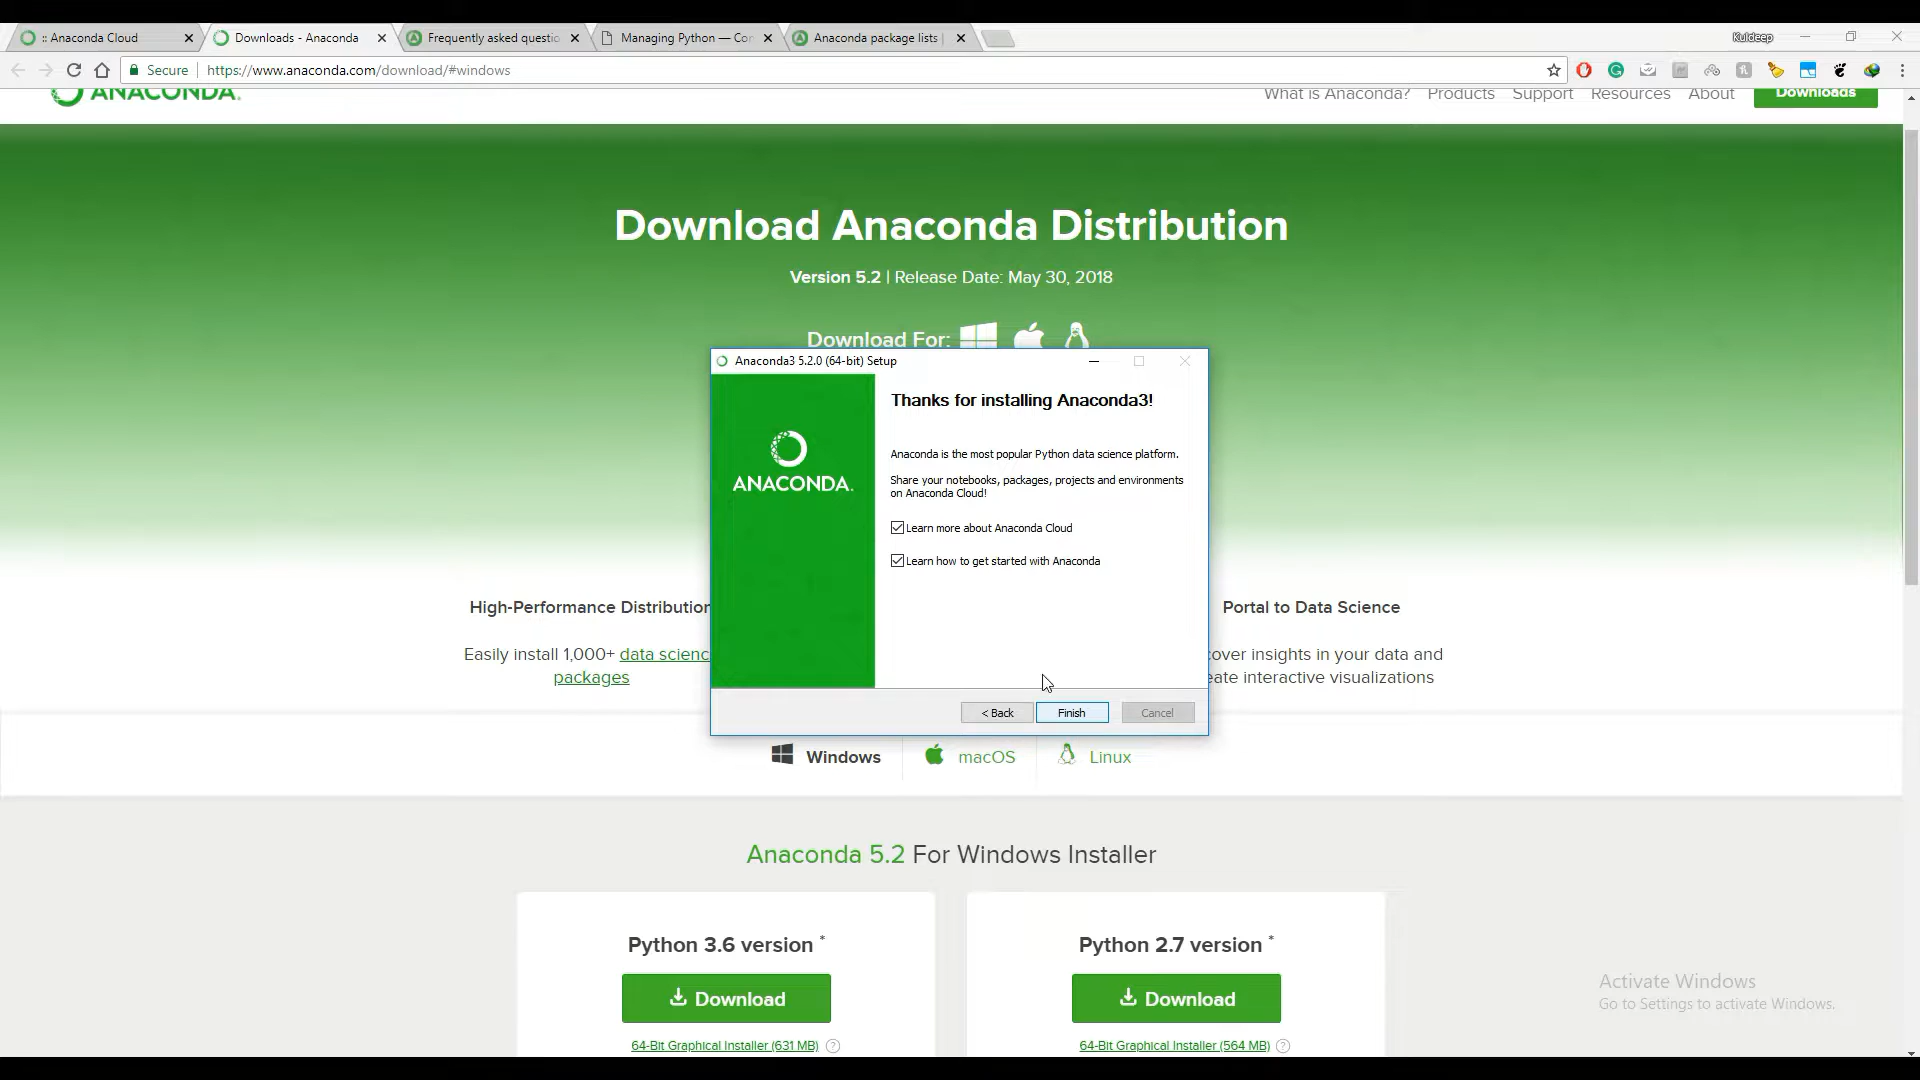 :: Anaconda Cloud
Downloads - Anaconda
Frequently asked questio
Managing Python — Con
Anaconda package lists |
Kuldeep
Secure
https://www.anaconda.com/download/#windows
ANACONDA.
What is Anaconda?
Products
Support
Resources
About
Downloads
Download Anaconda Distribution
Version 5.2 | Release Date: May 30, 2018
Download For:
Anaconda3 5.2.0 (64-bit) Setup
ANACONDA.
Thanks for installing Anaconda3!
Anaconda is the most popular Python data science platform.
Share your notebooks, packages, projects and environments
on Anaconda Cloud!
Learn more about Anaconda Cloud
Learn how to get started with Anaconda
< Back
Finish
Cancel
High-Performance Distribution
Easily install 1,000+ data scienc
packages
Portal to Data Science
cover insights in your data and
eate interactive visualizations
Windows
macOS
Linux
Anaconda 5.2 For Windows Installer
Python 3.6 version *
Download
64-Bit Graphical Installer (631 MB) ?
Python 2.7 version *
Download
64-Bit Graphical Installer (564 MB) ?
Activate Windows
Go to Settings to activate Windows.